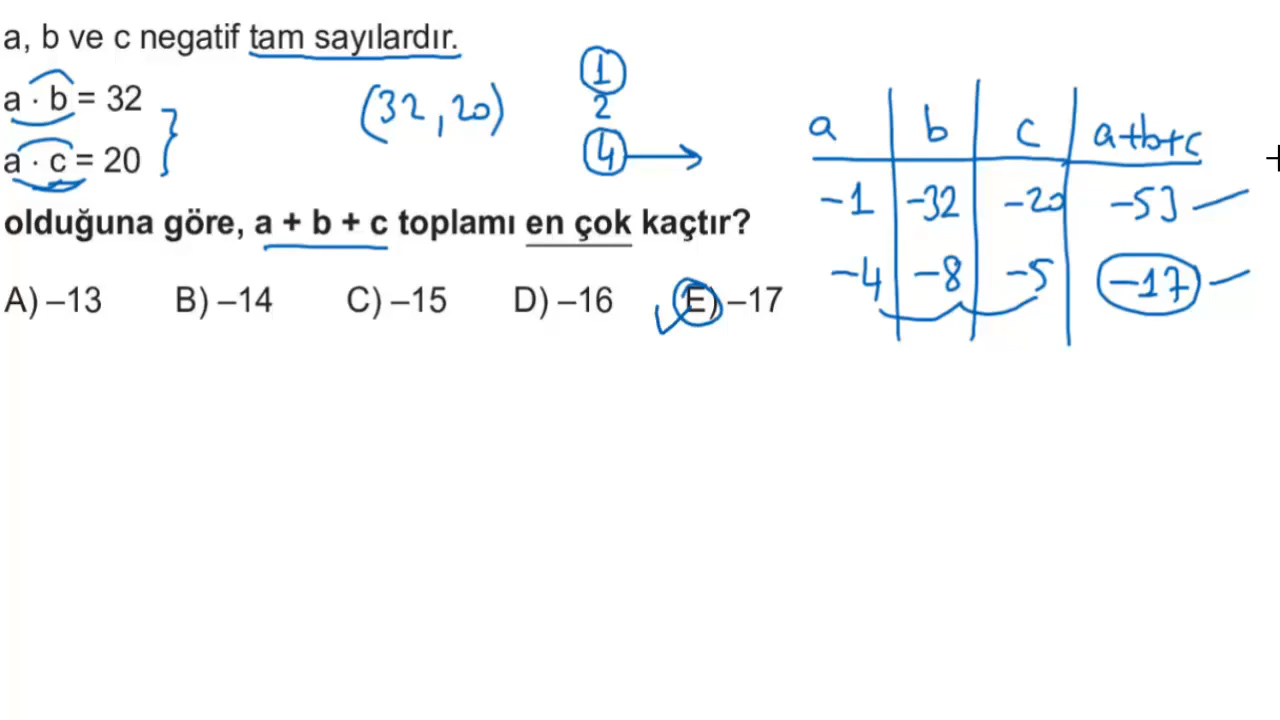 a, b ve c negatif tam sayılardır.
a · b = 32
a · c = 20
(32, 20)
1
2
4
olduğuna göre, a + b + c toplamı en çok kaçtır?
A) –13 B) –14 C) –15 D) –16 E) –17
a b c a+b+c
-1 -32 -20 -53
-4 -8 -5 -17